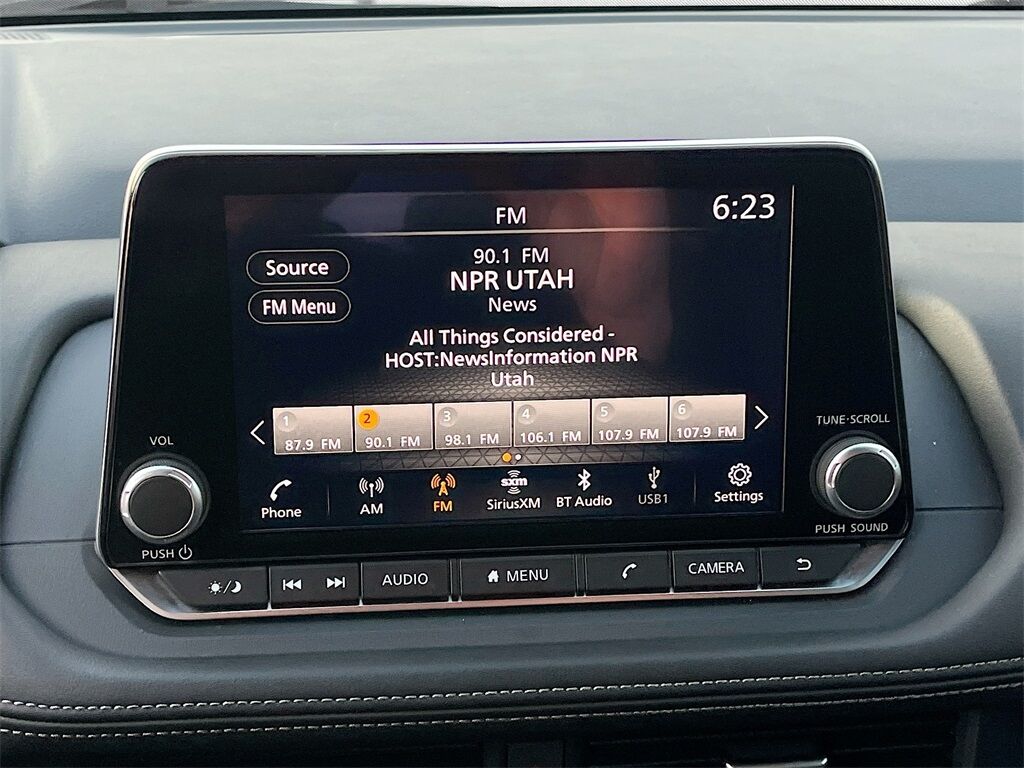 FM
6:23
Source
FM Menu
90.1 FM
NPR UTAH
News
All Things Considered -
HOST:NewsInformation NPR
Utah
1 2 3 4 5 6
87.9 FM 90.1 FM 98.1 FM 106.1 FM 107.9 FM 107.9 FM
sxm
Phone AM FM SiriusXM BT Audio USB1 Settings
VOL
PUSH
TUNE·SCROLL
PUSH SOUND
AUDIO MENU CAMERA